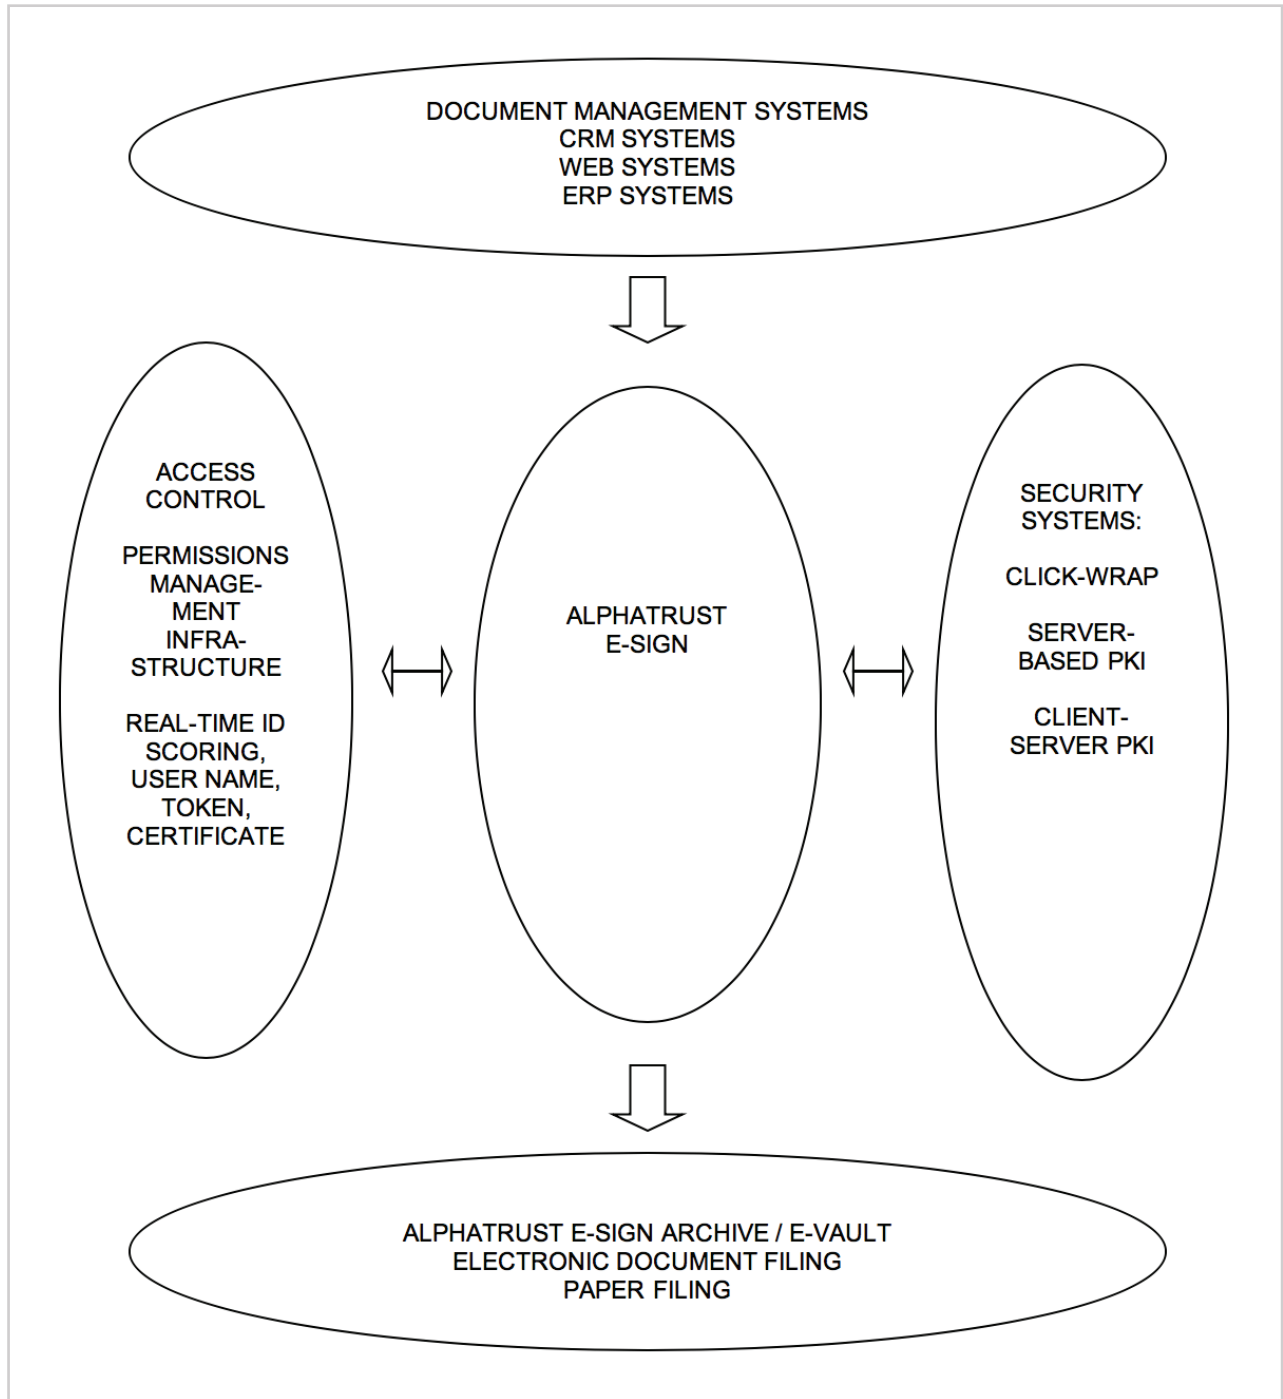 DOCUMENT MANAGEMENT SYSTEMS
CRM SYSTEMS
WEB SYSTEMS
ERP SYSTEMS
ACCESS
CONTROL
PERMISSIONS
MANAGE-
MENT
INFRA-
STRUCTURE
REAL-TIME ID
SCORING,
USER NAME,
TOKEN,
CERTIFICATE
ALPHATRUST
E-SIGN
SECURITY
SYSTEMS:
CLICK-WRAP
SERVER-
BASED PKI
CLIENT-
SERVER PKI
ALPHATRUST E-SIGN ARCHIVE / E-VAULT
ELECTRONIC DOCUMENT FILING
PAPER FILING